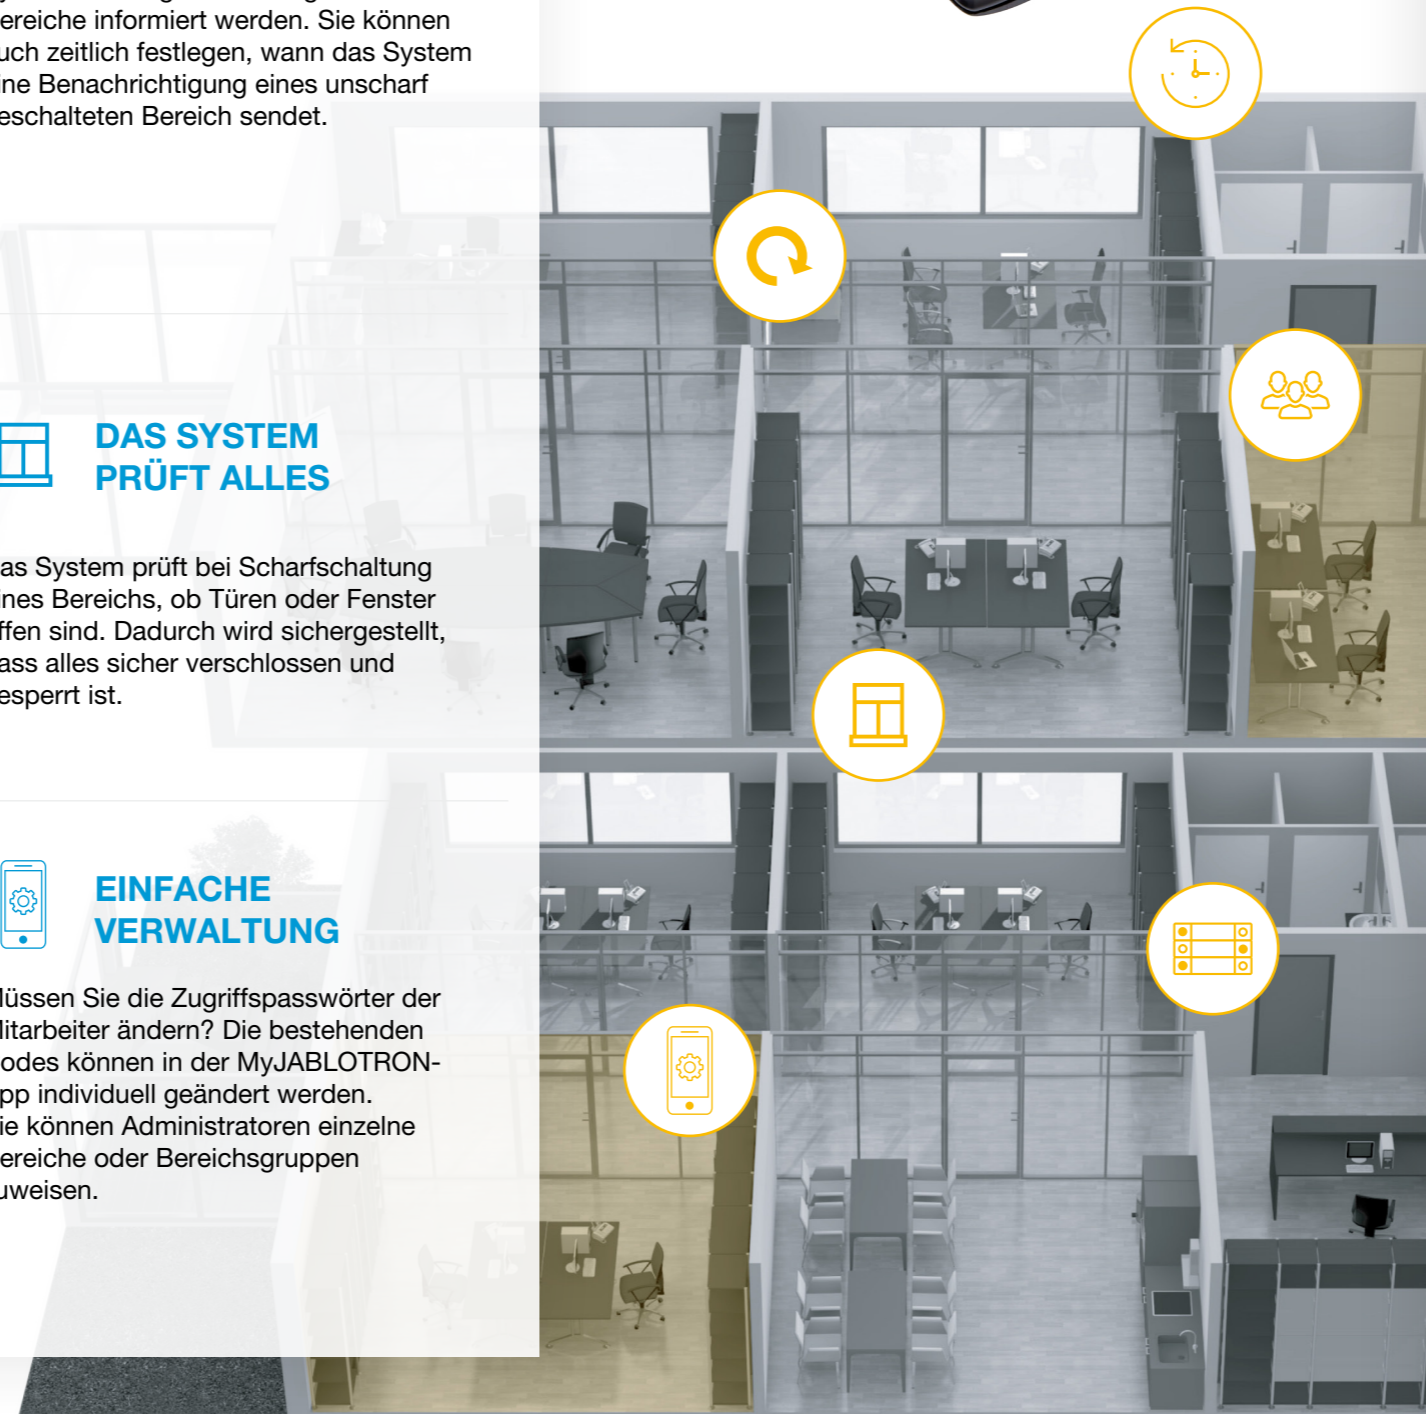 ereiche informiert werden. Sie können
uch zeitlich festlegen, wann das System
ine Benachrichtigung eines unscharf
eschalteten Bereich sendet.
DAS SYSTEM
PRÜFT ALLES
as System prüft bei Scharfschaltung
ines Bereichs, ob Türen oder Fenster
ffen sind. Dadurch wird sichergestellt,
ass alles sicher verschlossen und
esperrt ist.
EINFACHE
VERWALTUNG
Müssen Sie die Zugriffspasswörter der
Mitarbeiter ändern? Die bestehenden
odes können in der MyJABLOTRON-
pp individuell geändert werden.
ie können Administratoren einzelne
ereiche oder Bereichsgruppen
uweisen.